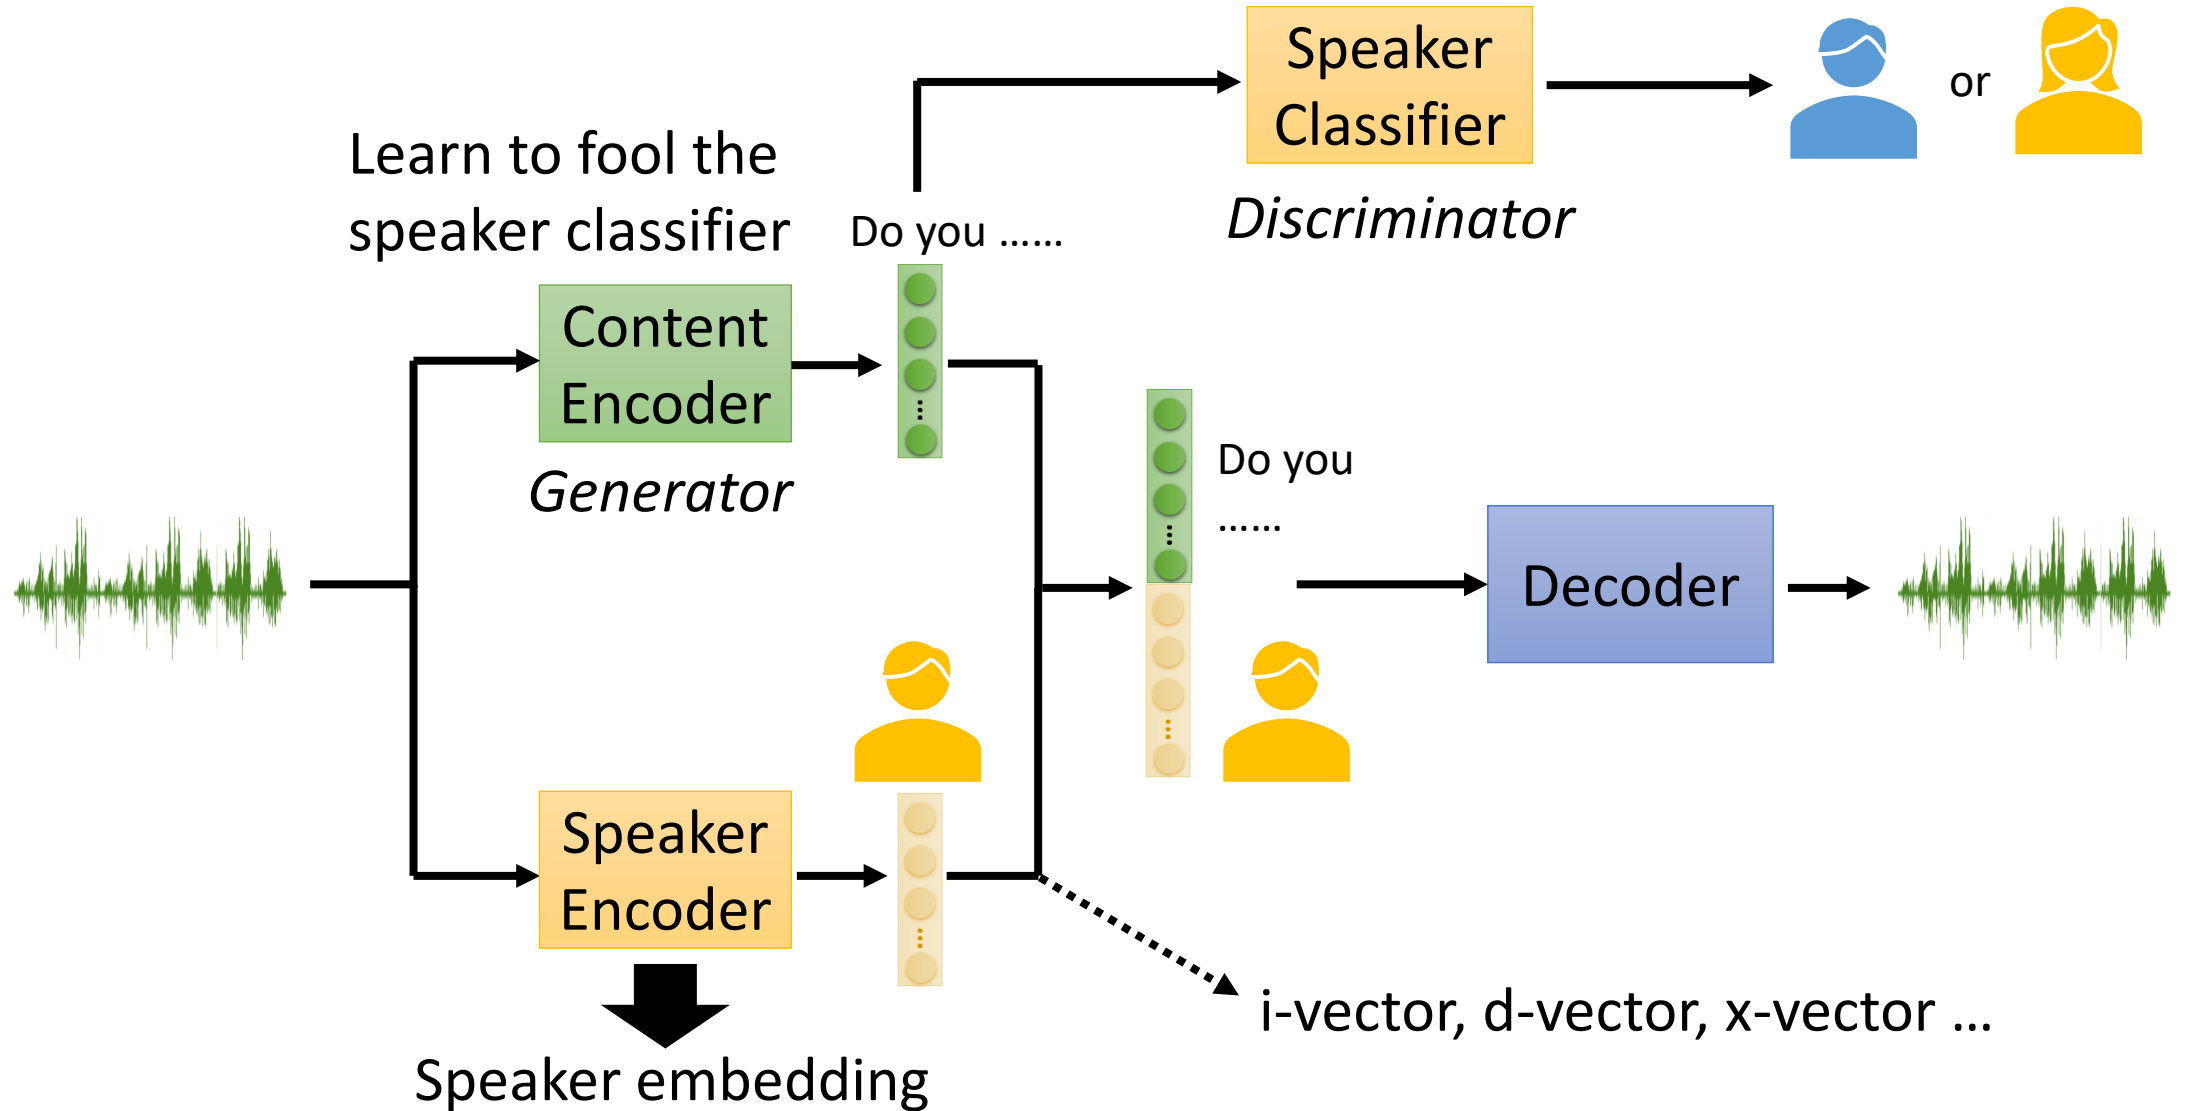 Speaker
Classifier
or
Discriminator
Learn to fool the
speaker classifier
Do you ......
Content
Encoder
Generator
Do you
......
Decoder
Speaker
Encoder
Speaker embedding
i-vector, d-vector, x-vector ...